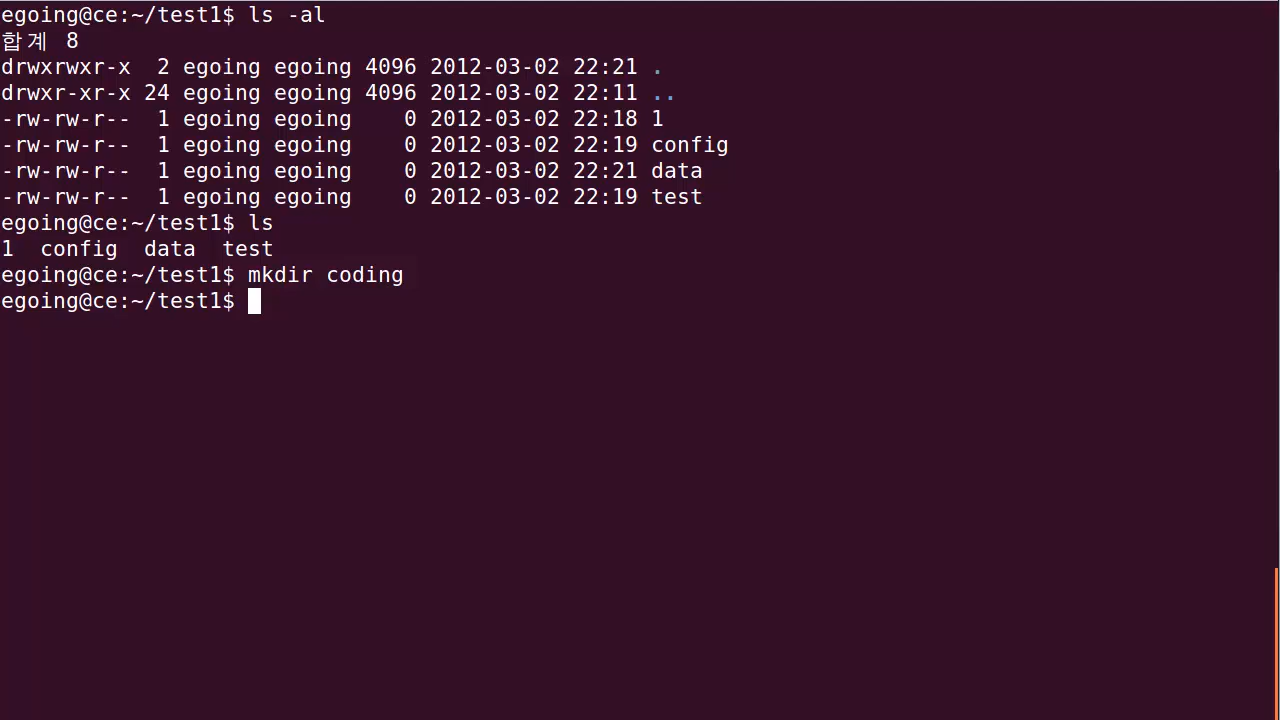 egoing@ce:~/test1$ ls -al
합계 8
drwxrwxr-x  2 egoing egoing 4096 2012-03-02 22:21 .
drwxr-xr-x 24 egoing egoing 4096 2012-03-02 22:11 ..
-rw-rw-r--  1 egoing egoing    0 2012-03-02 22:18 1
-rw-rw-r--  1 egoing egoing    0 2012-03-02 22:19 config
-rw-rw-r--  1 egoing egoing    0 2012-03-02 22:21 data
-rw-rw-r--  1 egoing egoing    0 2012-03-02 22:19 test
egoing@ce:~/test1$ ls
1  config  data  test
egoing@ce:~/test1$ mkdir coding
egoing@ce:~/test1$